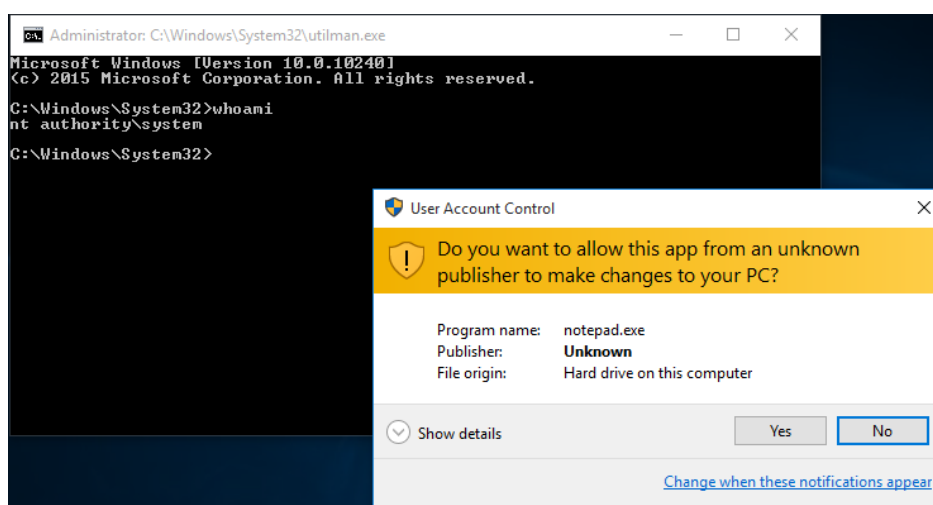 Administrator: C:\Windows\System32\utilman.exe
Microsoft Windows [Version 10.0.10240]
(c) 2015 Microsoft Corporation. All rights reserved.
C:\Windows\System32>whoami
nt authority\system
C:\Windows\System32>
User Account Control
Do you want to allow this app from an unknown
publisher to make changes to your PC?
Program name: notepad.exe
Publisher: Unknown
File origin: Hard drive on this computer
Show details
Yes
No
Change when these notifications appear